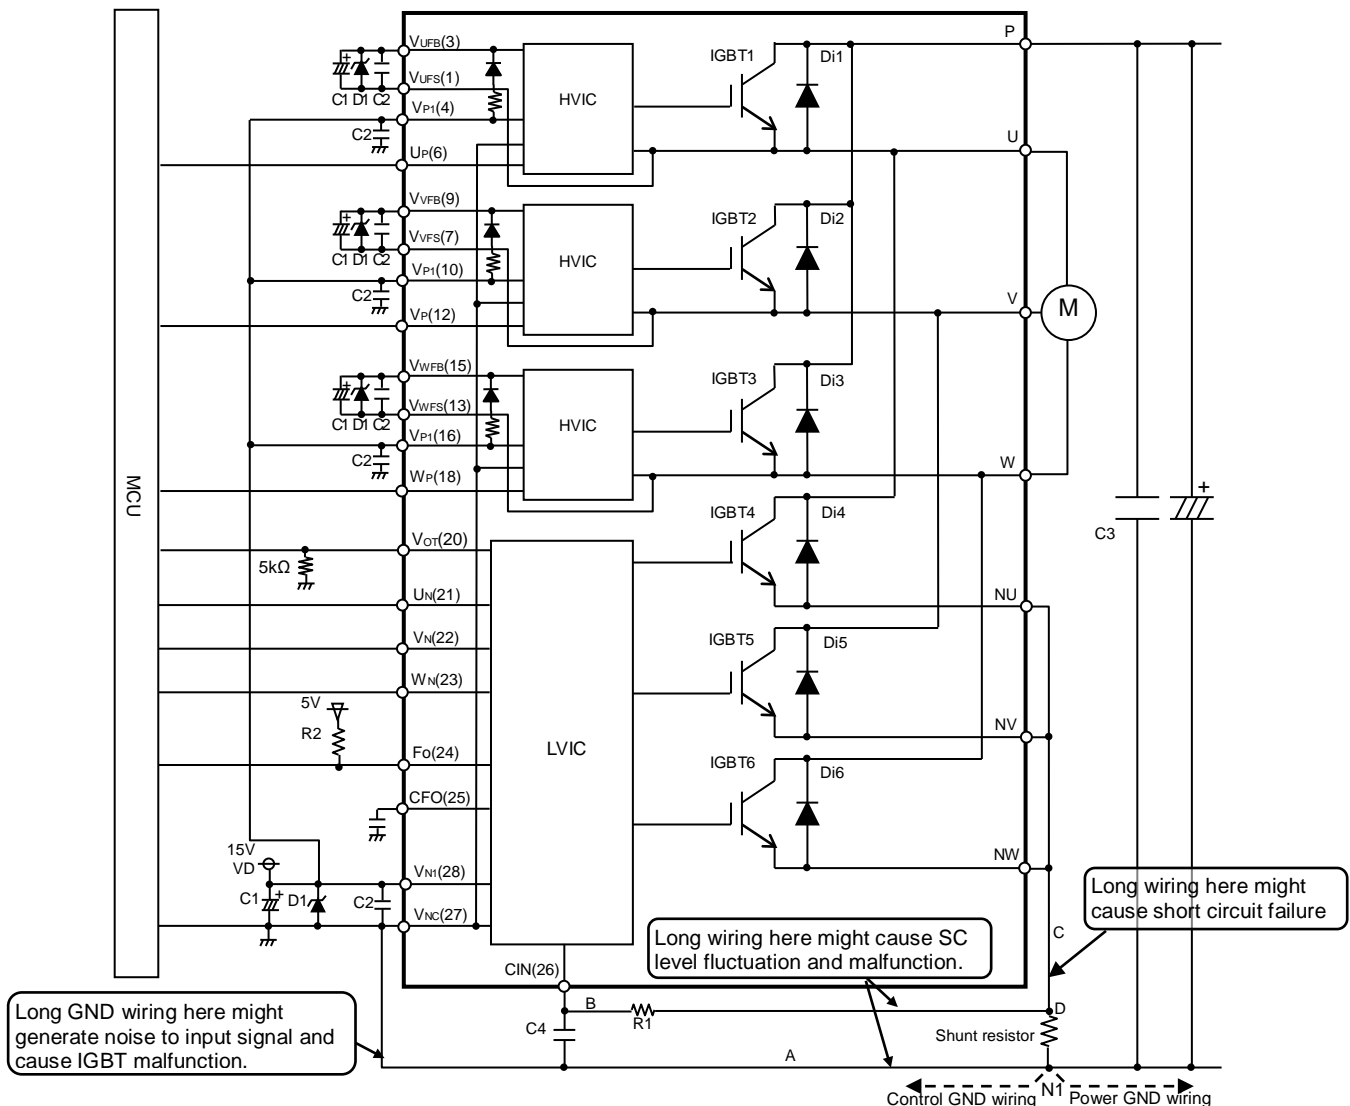 MCU
VUFB(3)
C1 D1 C2
VUFS(1)
VP1(4)
C2
UP(6)
HVIC
IGBT1
Di1
P
U
VVFB(9)
C1 D1 C2
VVFS(7)
VP1(10)
C2
VP(12)
HVIC
IGBT2
Di2
V
M
VWFB(15)
C1 D1 C2
VWFS(13)
VP1(16)
C2
WP(18)
HVIC
IGBT3
Di3
W
VOT(20)
5kΩ
UN(21)
VN(22)
WN(23)
5V
R2
Fo(24)
CFO(25)
15V
VD
VN1(28)
C1
+
D1
C2
VNC(27)
LVIC
IGBT4
Di4
NU
IGBT5
Di5
NV
IGBT6
Di6
NW
C3
+
Long wiring here might
cause short circuit failure
C
Long wiring here might cause SC
level fluctuation and malfunction.
CIN(26)
B
R1
D
C4
Shunt resistor
A
Long GND wiring here might
generate noise to input signal and
cause IGBT malfunction.
N1
Control GND wiring
Power GND wiring